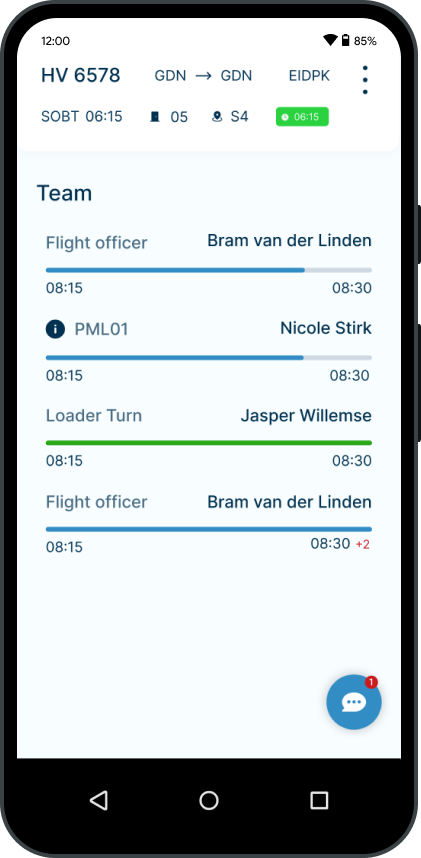 12:00 85%
HV 6578 GDN → GDN EIDPK
SOBT 06:15 05 S4 06:15
Team
Flight officer Bram van der Linden
08:15 08:30
i PML01 Nicole Stirk
08:15 08:30
Loader Turn Jasper Willemse
08:15 08:30
Flight officer Bram van der Linden
08:15 08:30 +2
1